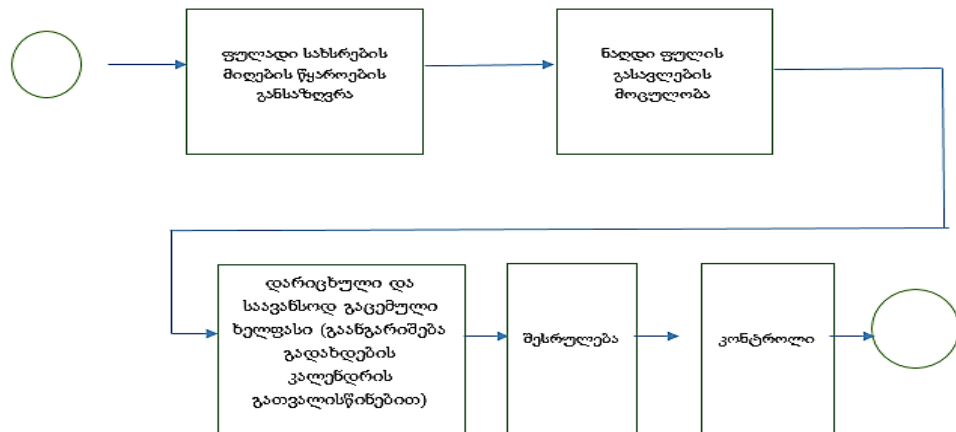 ფულადი სახსრების
მიღების წყაროების
განსაზღვრა
ნაღდი ფულის
გასავლების
მოცულობა
დარიცხული და
საავანსოდ გაცემული
ხელფასი (გაანგარიშება
გადახდების
კალენდრის
გათვალისწინებით)
შესრულება
კონტროლი